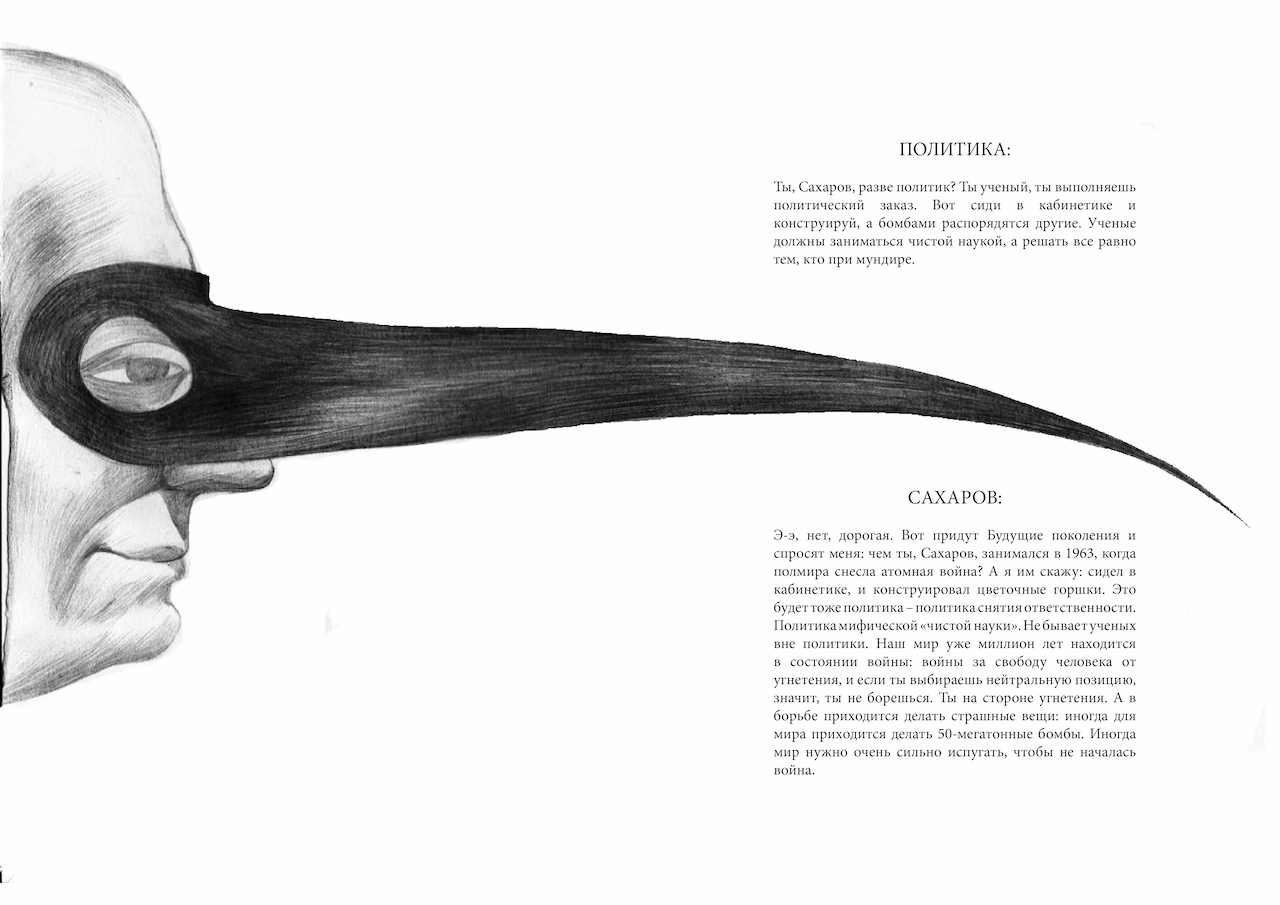 ПОЛИТИКА:
Ты, Сахаров, разве политик? Ты ученый, ты выполняешь
политический заказ. Вот сиди в кабинетике и
конструируй, а бомбами распорядятся другие. Ученые
должны заниматься чистой наукой, а решать все равно
тем, кто при мундире.
САХАРОВ:
Э-э, нет, дорогая. Вот придут Будущие поколения и
спросят меня: чем ты, Сахаров, занимался в 1963, когда
полмира снесла атомная война? А я им скажу: сидел в
кабинетике, и конструировал цветочные горшки. Это
будет тоже политика – политика снятия ответственности.
Политика мифической «чистой науки». Не бывает ученых
вне политики. Наш мир уже миллион лет находится
в состоянии войны: войны за свободу человека от
угнетения, и если ты выбираешь нейтральную позицию,
значит, ты не борешься. Ты на стороне угнетения. А в
борьбе приходится делать страшные вещи: иногда для
мира приходится делать 50-мегатонные бомбы. Иногда
мир нужно очень сильно испугать, чтобы не началась
война.